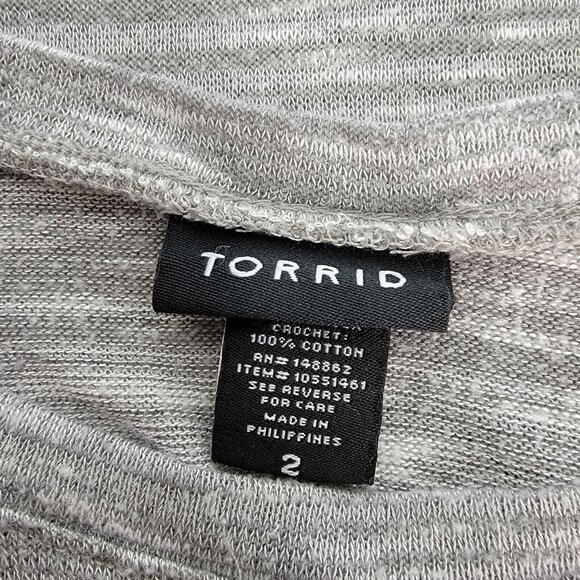 TORRID
CROCHET:
100% COTTON
RN# 148862
ITEM# 10551461
SEE REVERSE
FOR CARE
MADE IN
PHILIPPINES
2